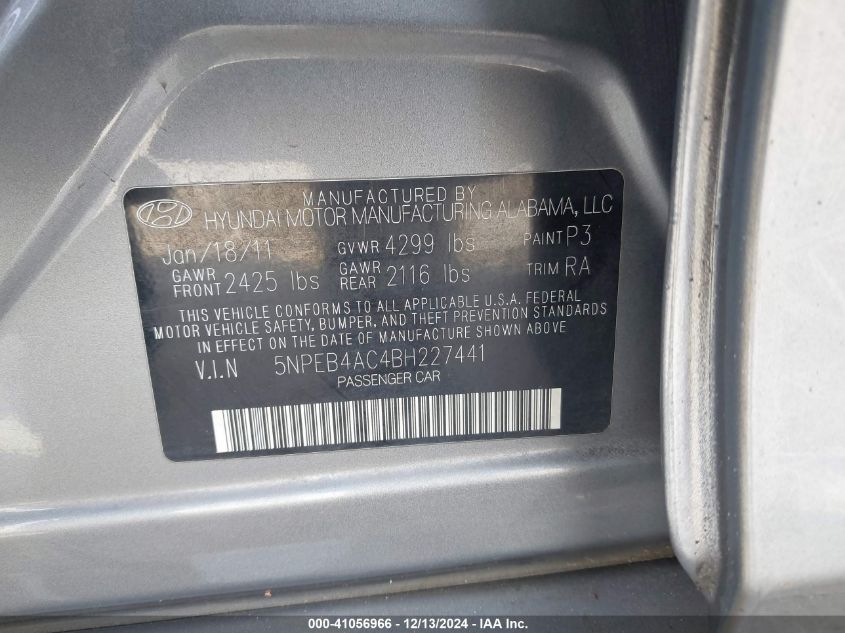 MANUFACTURED BY
HYUNDAI MOTOR MANUFACTURING ALABAMA, LLC
Jan/18/11 GVWR 4299 lbs PAINT P3
GAWR FRONT 2425 lbs GAWR REAR 2116 lbs TRIM RA
THIS VEHICLE CONFORMS TO ALL APPLICABLE U.S.A. FEDERAL
MOTOR VEHICLE SAFETY, BUMPER, AND THEFT PREVENTION STANDARDS
IN EFFECT ON THE DATE OF MANUFACTURE SHOWN ABOVE
V.I.N 5NPEB4AC4BH227441
PASSENGER CAR
000-41056966 - 12/13/2024 - IAA Inc.